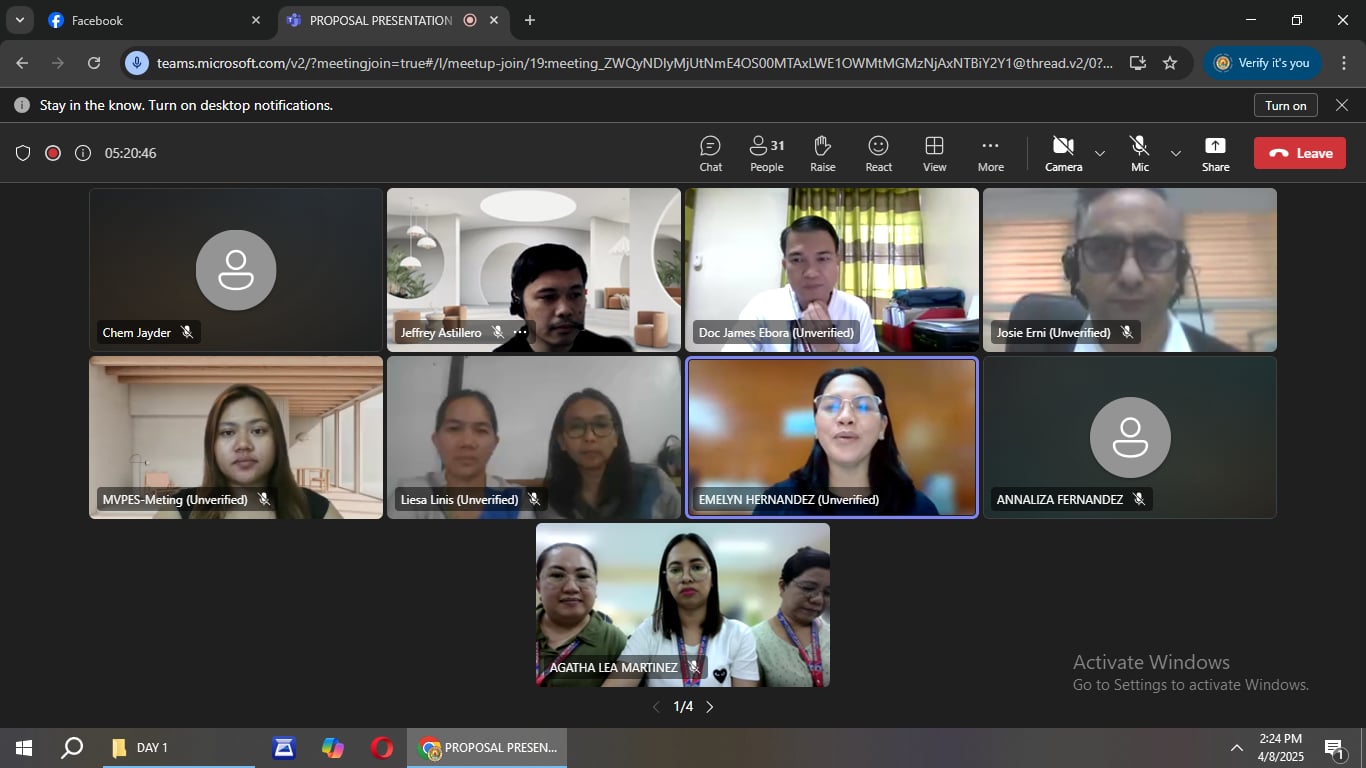 Facebook
PROPOSAL PRESENTATION
teams.microsoft.com/v2/?meetingjoin=true#/l/meetup-join/19:meeting_ZWQyNDIyMjUtNmE4OS00MTAxLWE1OWMtMGMzNjAxNTBiY2Y1@thread.v2/0?...
Verify it's you
Stay in the know. Turn on desktop notifications.
Turn on
05:20:46
31
Chat
People
Raise
React
View
More
Camera
Mic
Share
Leave
Chem Jayder
Jeffrey Astillero
Doc James Ebora (Unverified)
Josie Erni (Unverified)
MVPES-Meting (Unverified)
Liesa Linis (Unverified)
EMELYN HERNANDEZ (Unverified)
ANNALIZA FERNANDEZ
AGATHA LEA MARTINEZ
1/4
Activate Windows
Go to Settings to activate Windows.
DAY 1
PROPOSAL PRESEN...
2:24 PM
4/8/2025
1